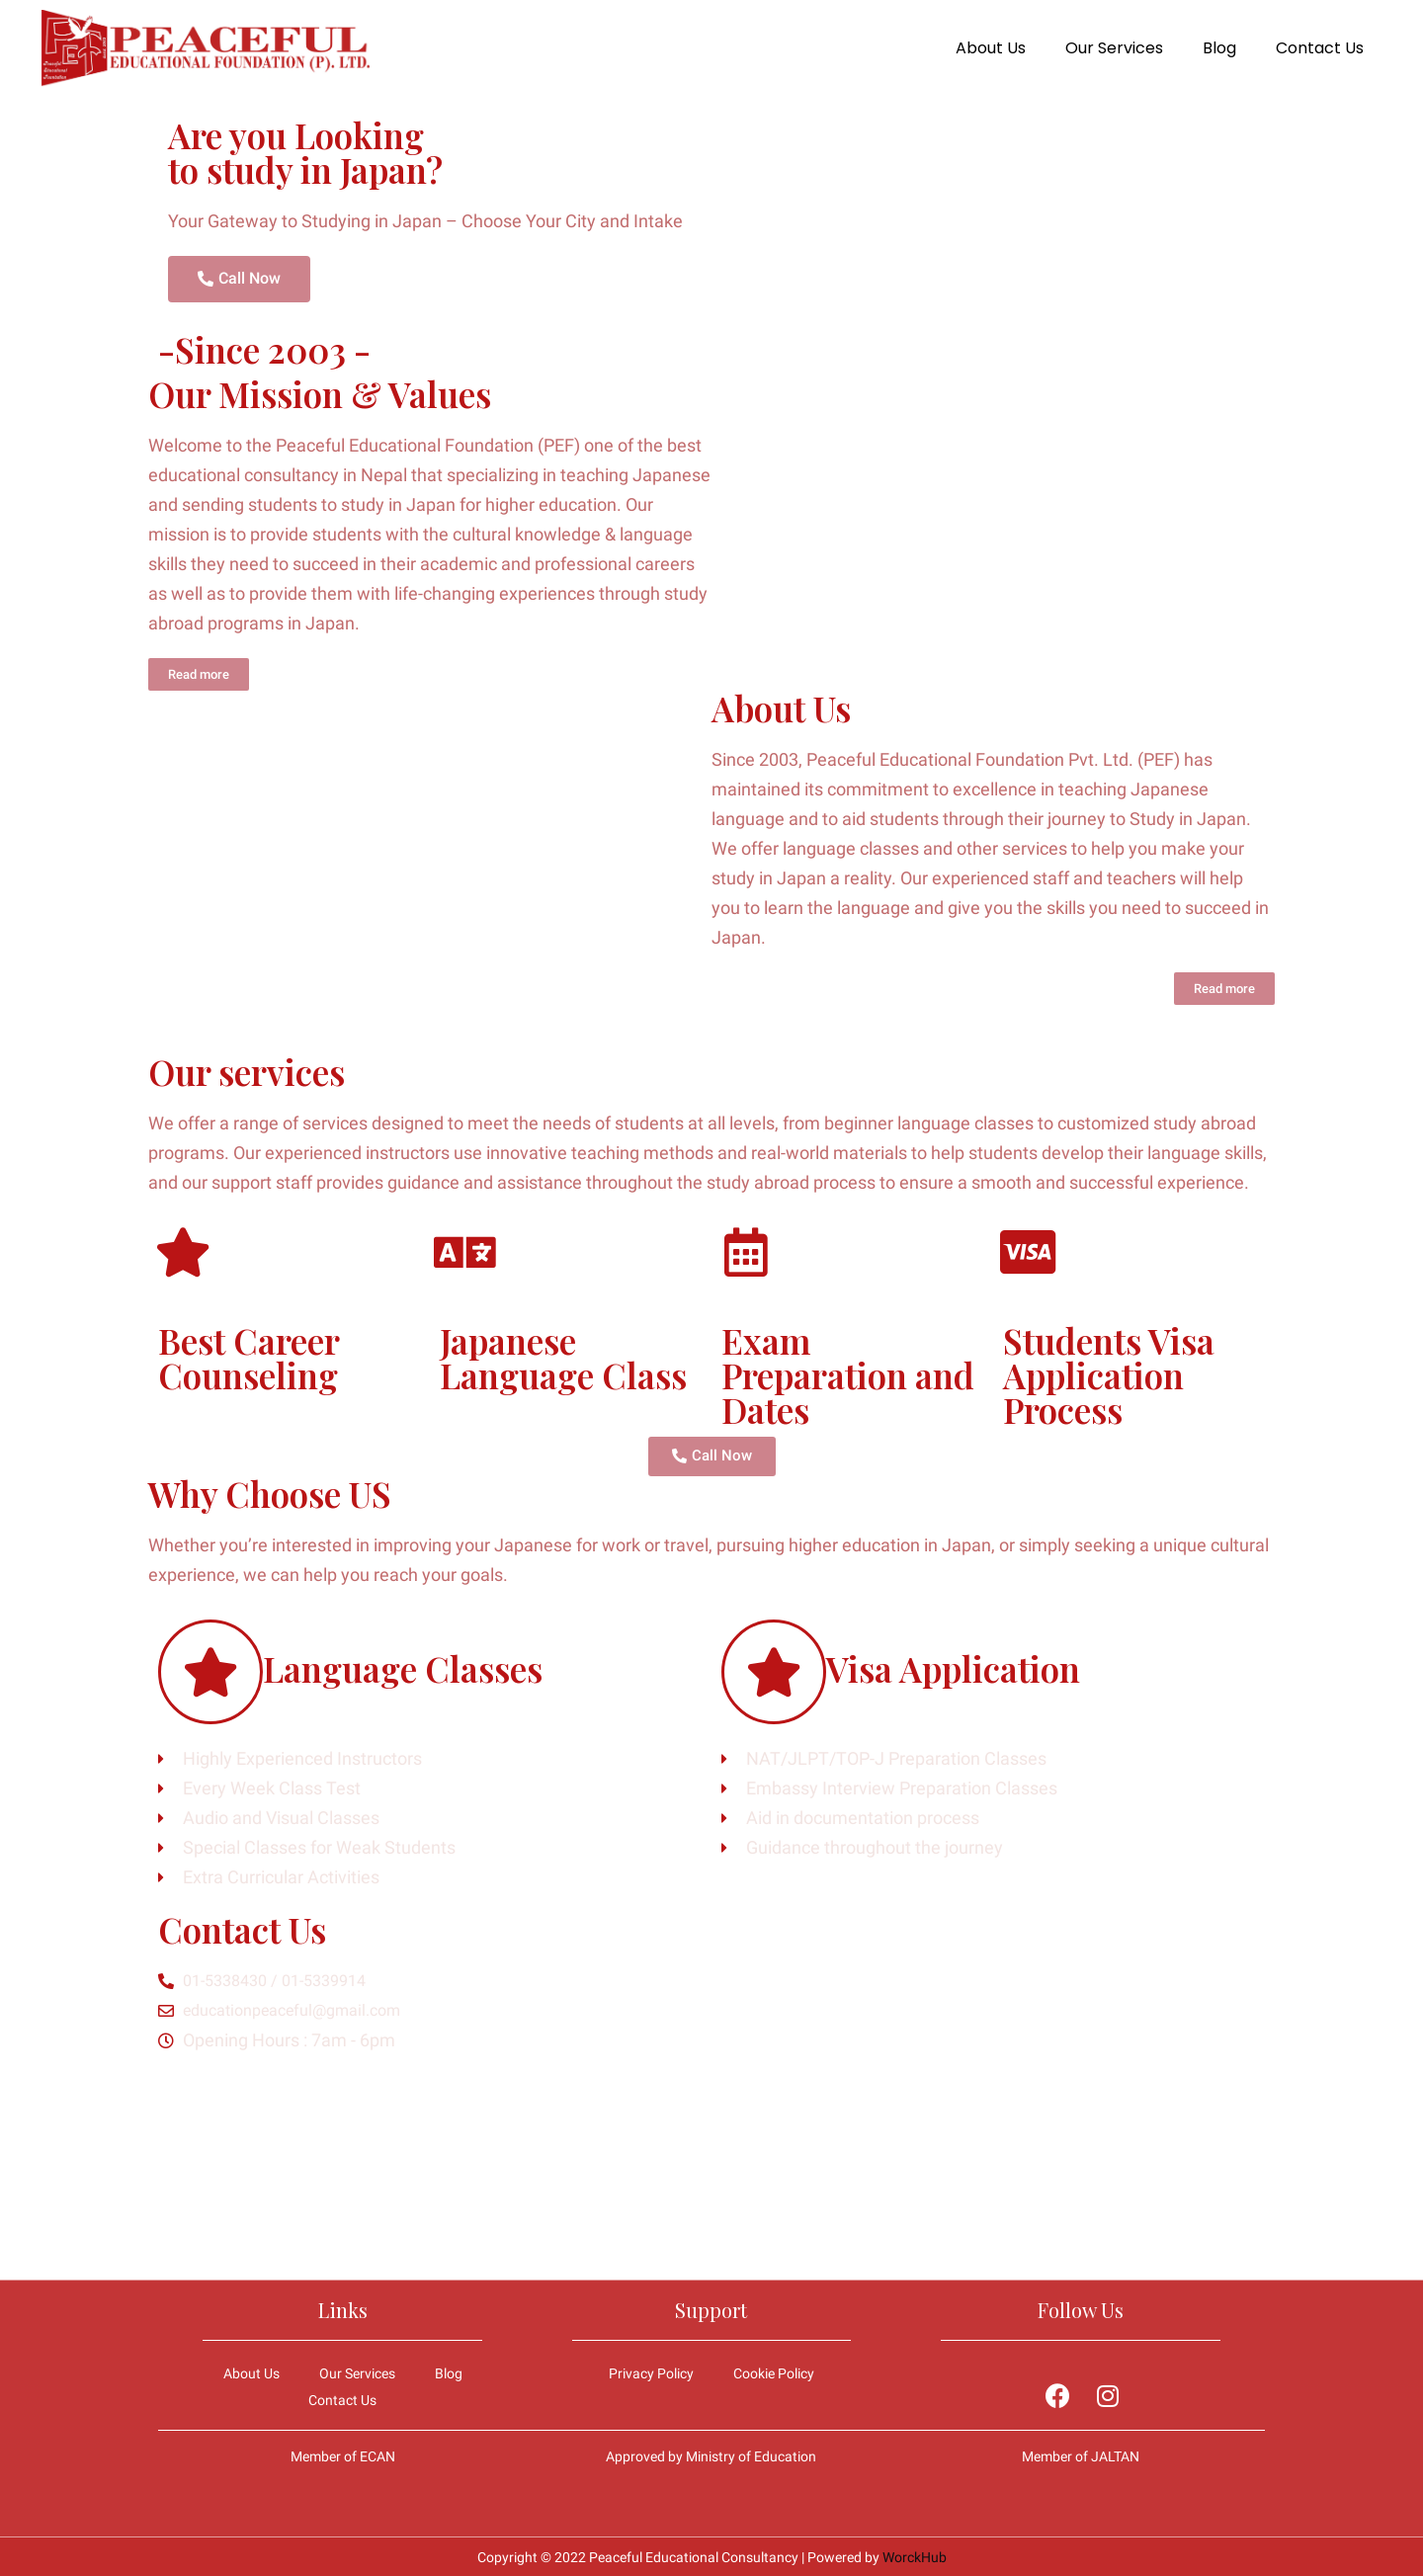 PEACEFUL
EDUCATIONAL FOUNDATION (P). LTD.
About Us
Our Services
Blog
Contact Us
Are you Looking
to study in Japan?
Your Gateway to Studying in Japan – Choose Your City and Intake
Call Now
-Since 2003 -
Our Mission & Values
Welcome to the Peaceful Educational Foundation (PEF) one of the best
educational consultancy in Nepal that specializing in teaching Japanese
and sending students to study in Japan for higher education. Our
mission is to provide students with the cultural knowledge & language
skills they need to succeed in their academic and professional careers
as well as to provide them with life-changing experiences through study
abroad programs in Japan.
Read more
About Us
Since 2003, Peaceful Educational Foundation Pvt. Ltd. (PEF) has
maintained its commitment to excellence in teaching Japanese
language and to aid students through their journey to Study in Japan.
We offer language classes and other services to help you make your
study in Japan a reality. Our experienced staff and teachers will help
you to learn the language and give you the skills you need to succeed in
Japan.
Read more
Our services
We offer a range of services designed to meet the needs of students at all levels, from beginner language classes to customized study abroad
programs. Our experienced instructors use innovative teaching methods and real-world materials to help students develop their language skills,
and our support staff provides guidance and assistance throughout the study abroad process to ensure a smooth and successful experience.
A
VISA
Best Career
Counseling
Japanese
Language Class
Exam
Preparation and
Dates
Students Visa
Application
Process
Call Now
Why Choose US
Whether you’re interested in improving your Japanese for work or travel, pursuing higher education in Japan, or simply seeking a unique cultural
experience, we can help you reach your goals.
Language Classes
Highly Experienced Instructors
Every Week Class Test
Audio and Visual Classes
Special Classes for Weak Students
Extra Curricular Activities
Visa Application
NAT/JLPT/TOP-J Preparation Classes
Embassy Interview Preparation Classes
Aid in documentation process
Guidance throughout the journey
Contact Us
01-5338430 / 01-5339914
educationpeaceful@gmail.com
Opening Hours : 7am - 6pm
Links
About Us
Our Services
Blog
Contact Us
Support
Privacy Policy
Cookie Policy
Follow Us
Member of ECAN
Approved by Ministry of Education
Member of JALTAN
Copyright © 2022 Peaceful Educational Consultancy | Powered by WorckHub